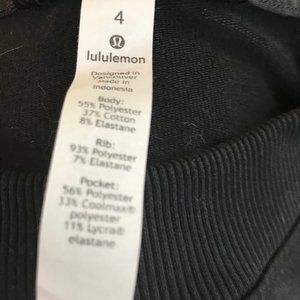 4
lululemon
Designed in
Vancouver
Made in
Indonesia
Body:
55% Polyester
37% Cotton
8% Elastane
Rib:
93% Polyester
7% Elastane
Pocket:
56% Polyester
33% Coolmax®
polyester
11% Lycra®
elastane